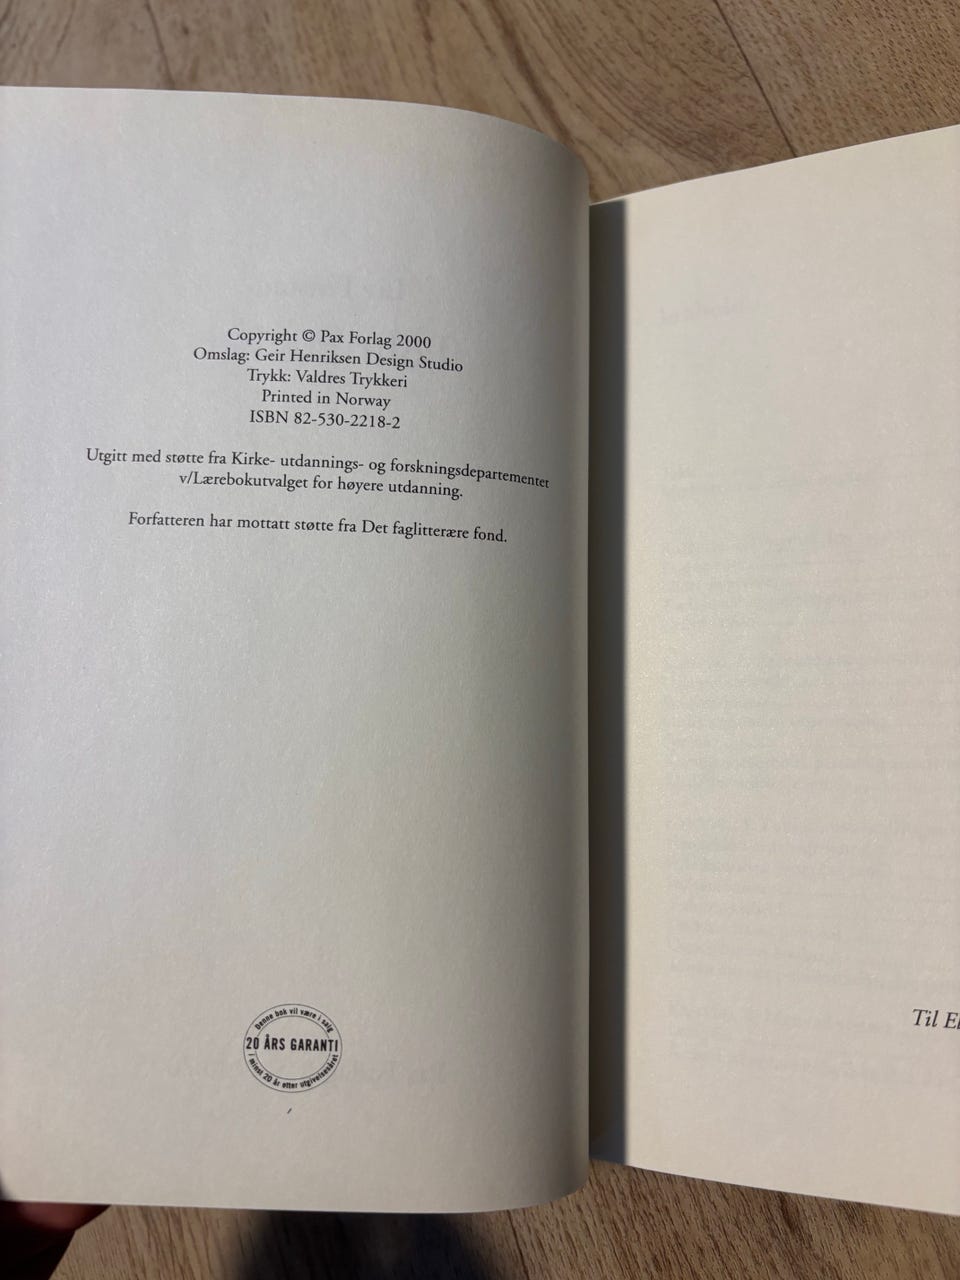 Copyright © Pax Forlag 2000
Omslag: Geir Henriksen Design Studio
Trykk: Valdres Trykkeri
Printed in Norway
ISBN 82-530-2218-2
Utgitt med støtte fra Kirke- utdannings- og forskningsdepartementet
v/Lærebokutvalget for høyere utdanning.
Forfatteren har mottatt støtte fra Det faglitterære fond.
Denne bok vil være i salg
20 ÅRS GARANTI
i minst 20 år etter utgivelsesåret
Til